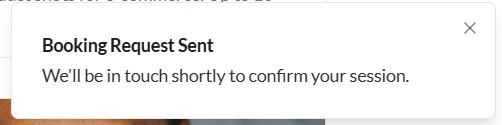 Booking Request Sent
We'll be in touch shortly to confirm your session.